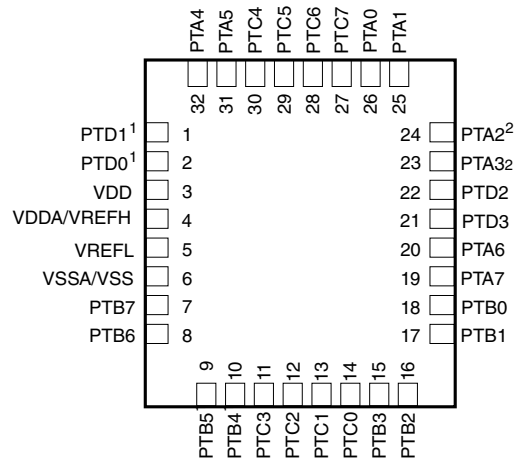 PTA4 PTA5 PTC4 PTC5 PTC6 PTC7 PTA0 PTA1
32 31 30 29 28 27 26 25
PTD1¹ 1 24 PTA2²
PTD0¹ 2 23 PTA32
VDD 3 22 PTD2
VDDA/VREFH 4 21 PTD3
VREFL 5 20 PTA6
VSSA/VSS 6 19 PTA7
PTB7 7 18 PTB0
PTB6 8 17 PTB1
9 10 11 12 13 14 15 16
PTB5 PTB4 PTC3 PTC2 PTC1 PTC0 PTB3 PTB2